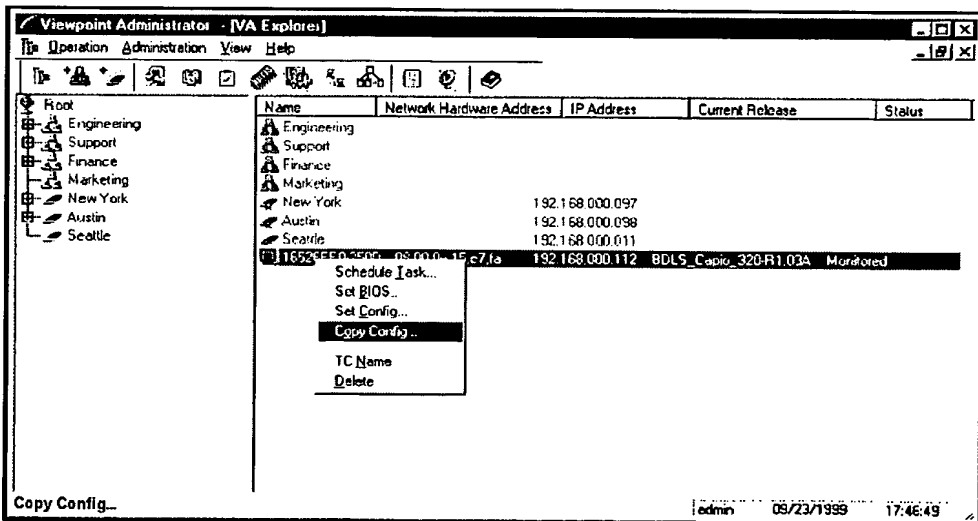 Viewpoint Administrator - [VA Explorer]
Operation Administration View Help
Root
Engineering
Support
Finance
Marketing
New York
Austin
Seattle
Name Network Hardware Address IP Address Current Release Status
Engineering
Support
Finance
Marketing
New York 192.168.000.097
Austin 192.168.000.098
Seattle 192.168.000.011
192.168.000.112 BDLS_Capio_320-R1.03A Monitored
Schedule Task...
Set BIOS...
Set Config...
Copy Config...
TC Name
Delete
Copy Config... admin 09/23/1999 17:46:49